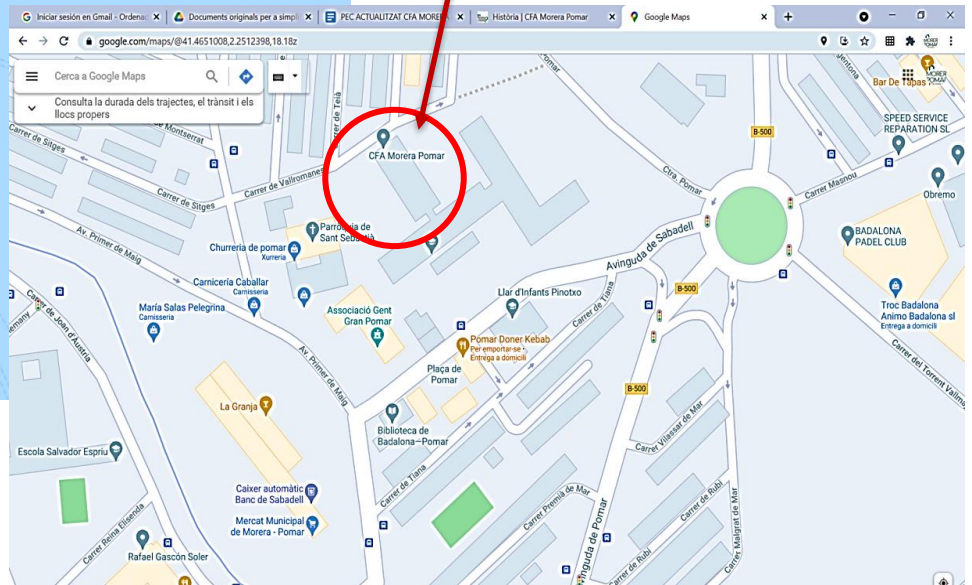 Iniciar sesión en Gmail - Ordena
Documents originals per a simpl
PEC ACTUALITZAT CFA MORER
Història | CFA Morera Pomar
Google Maps
google.com/maps/@41.4651008,2.2512398,18.18z
Cerca a Google Maps
Consulta la durada dels trajectes, el trànsit i els
llocs propers
Bar De Tapas
SPEED SERVICE
REPARATION SL
Carrer de Teià
Montserrat
Carrer de Sitges
B-500
CFA Morera Pomar
Carrer de Vallromanes
Ctra. Pomar
Carrer Masnou
Obremo
Carrer de Sitges
Av. Primer de Maig
Parròquia de
Sant Sebastià
Churreria de pomar
Xurreria
Avinguda de Sabadell
BADALONA
PADEL CLUB
Carnicería Caballar
Carnisseria
María Salas Pelegrina
Carnisseria
Llar d'Infants Pinotxo
B-500
Carrer de Tiana
Troc Badalona
Animo Badalona sl
Entrega a domicili
Associació Gent
Gran Pomar
Carrer de Joan d'Àustria
Pomar Doner Kebab
Per emportar-se •
Entrega a domicili
Av. Primer de Maig
Plaça de
Pomar
B-500
La Granja
Biblioteca de
Badalona–Pomar
Carrer Vilassar de Mar
Escola Salvador Espriu
Carrer de Tiana
Caixer automàtic
Banc de Sabadell
Mercat Municipal
de Morera - Pomar
Carrer Premià de Mar
Carrer de Rubí
Carrer Malgrat de Mar
Carrer Reina Elisenda
Rafael Gascón Soler
Avinguda de Pomar
Carrer de Rubí